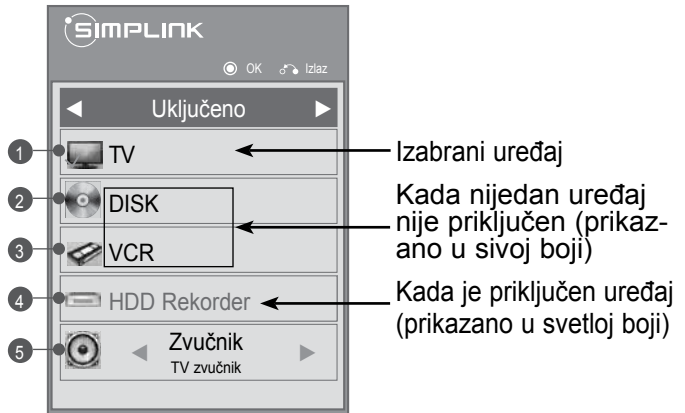 SIMPLINK
OK Izlaz
Uključeno
1 TV
2 DISK
3 VCR
4 HDD Rekorder
5 Zvučnik
TV zvučnik
Izabrani uređaj
Kada nijedan uređaj
nije priključen (prikaz-
ano u sivoj boji)
Kada je priključen uređaj
(prikazano u svetloj boji)